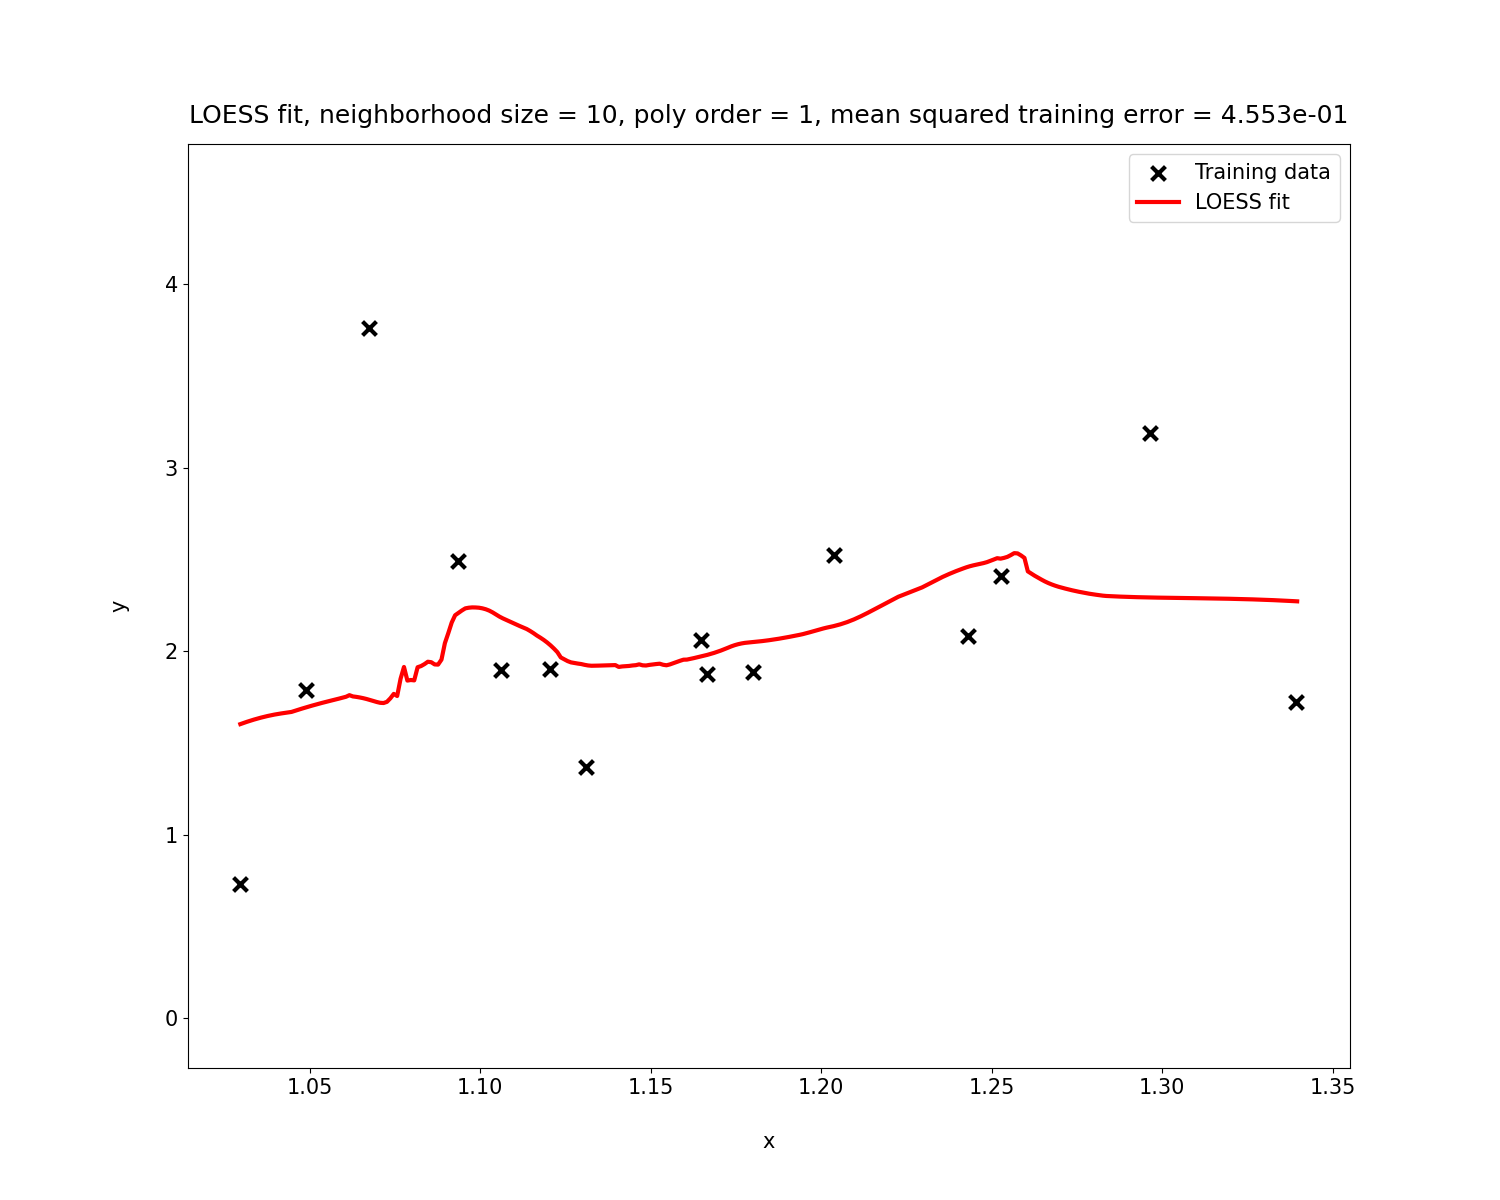 LOESS fit, neighborhood size = 10, poly order = 1, mean squared training error = 4.553e-01
Training data
LOESS fit
4
3
2
1
0
y
1.05 1.10 1.15 1.20 1.25 1.30 1.35
x